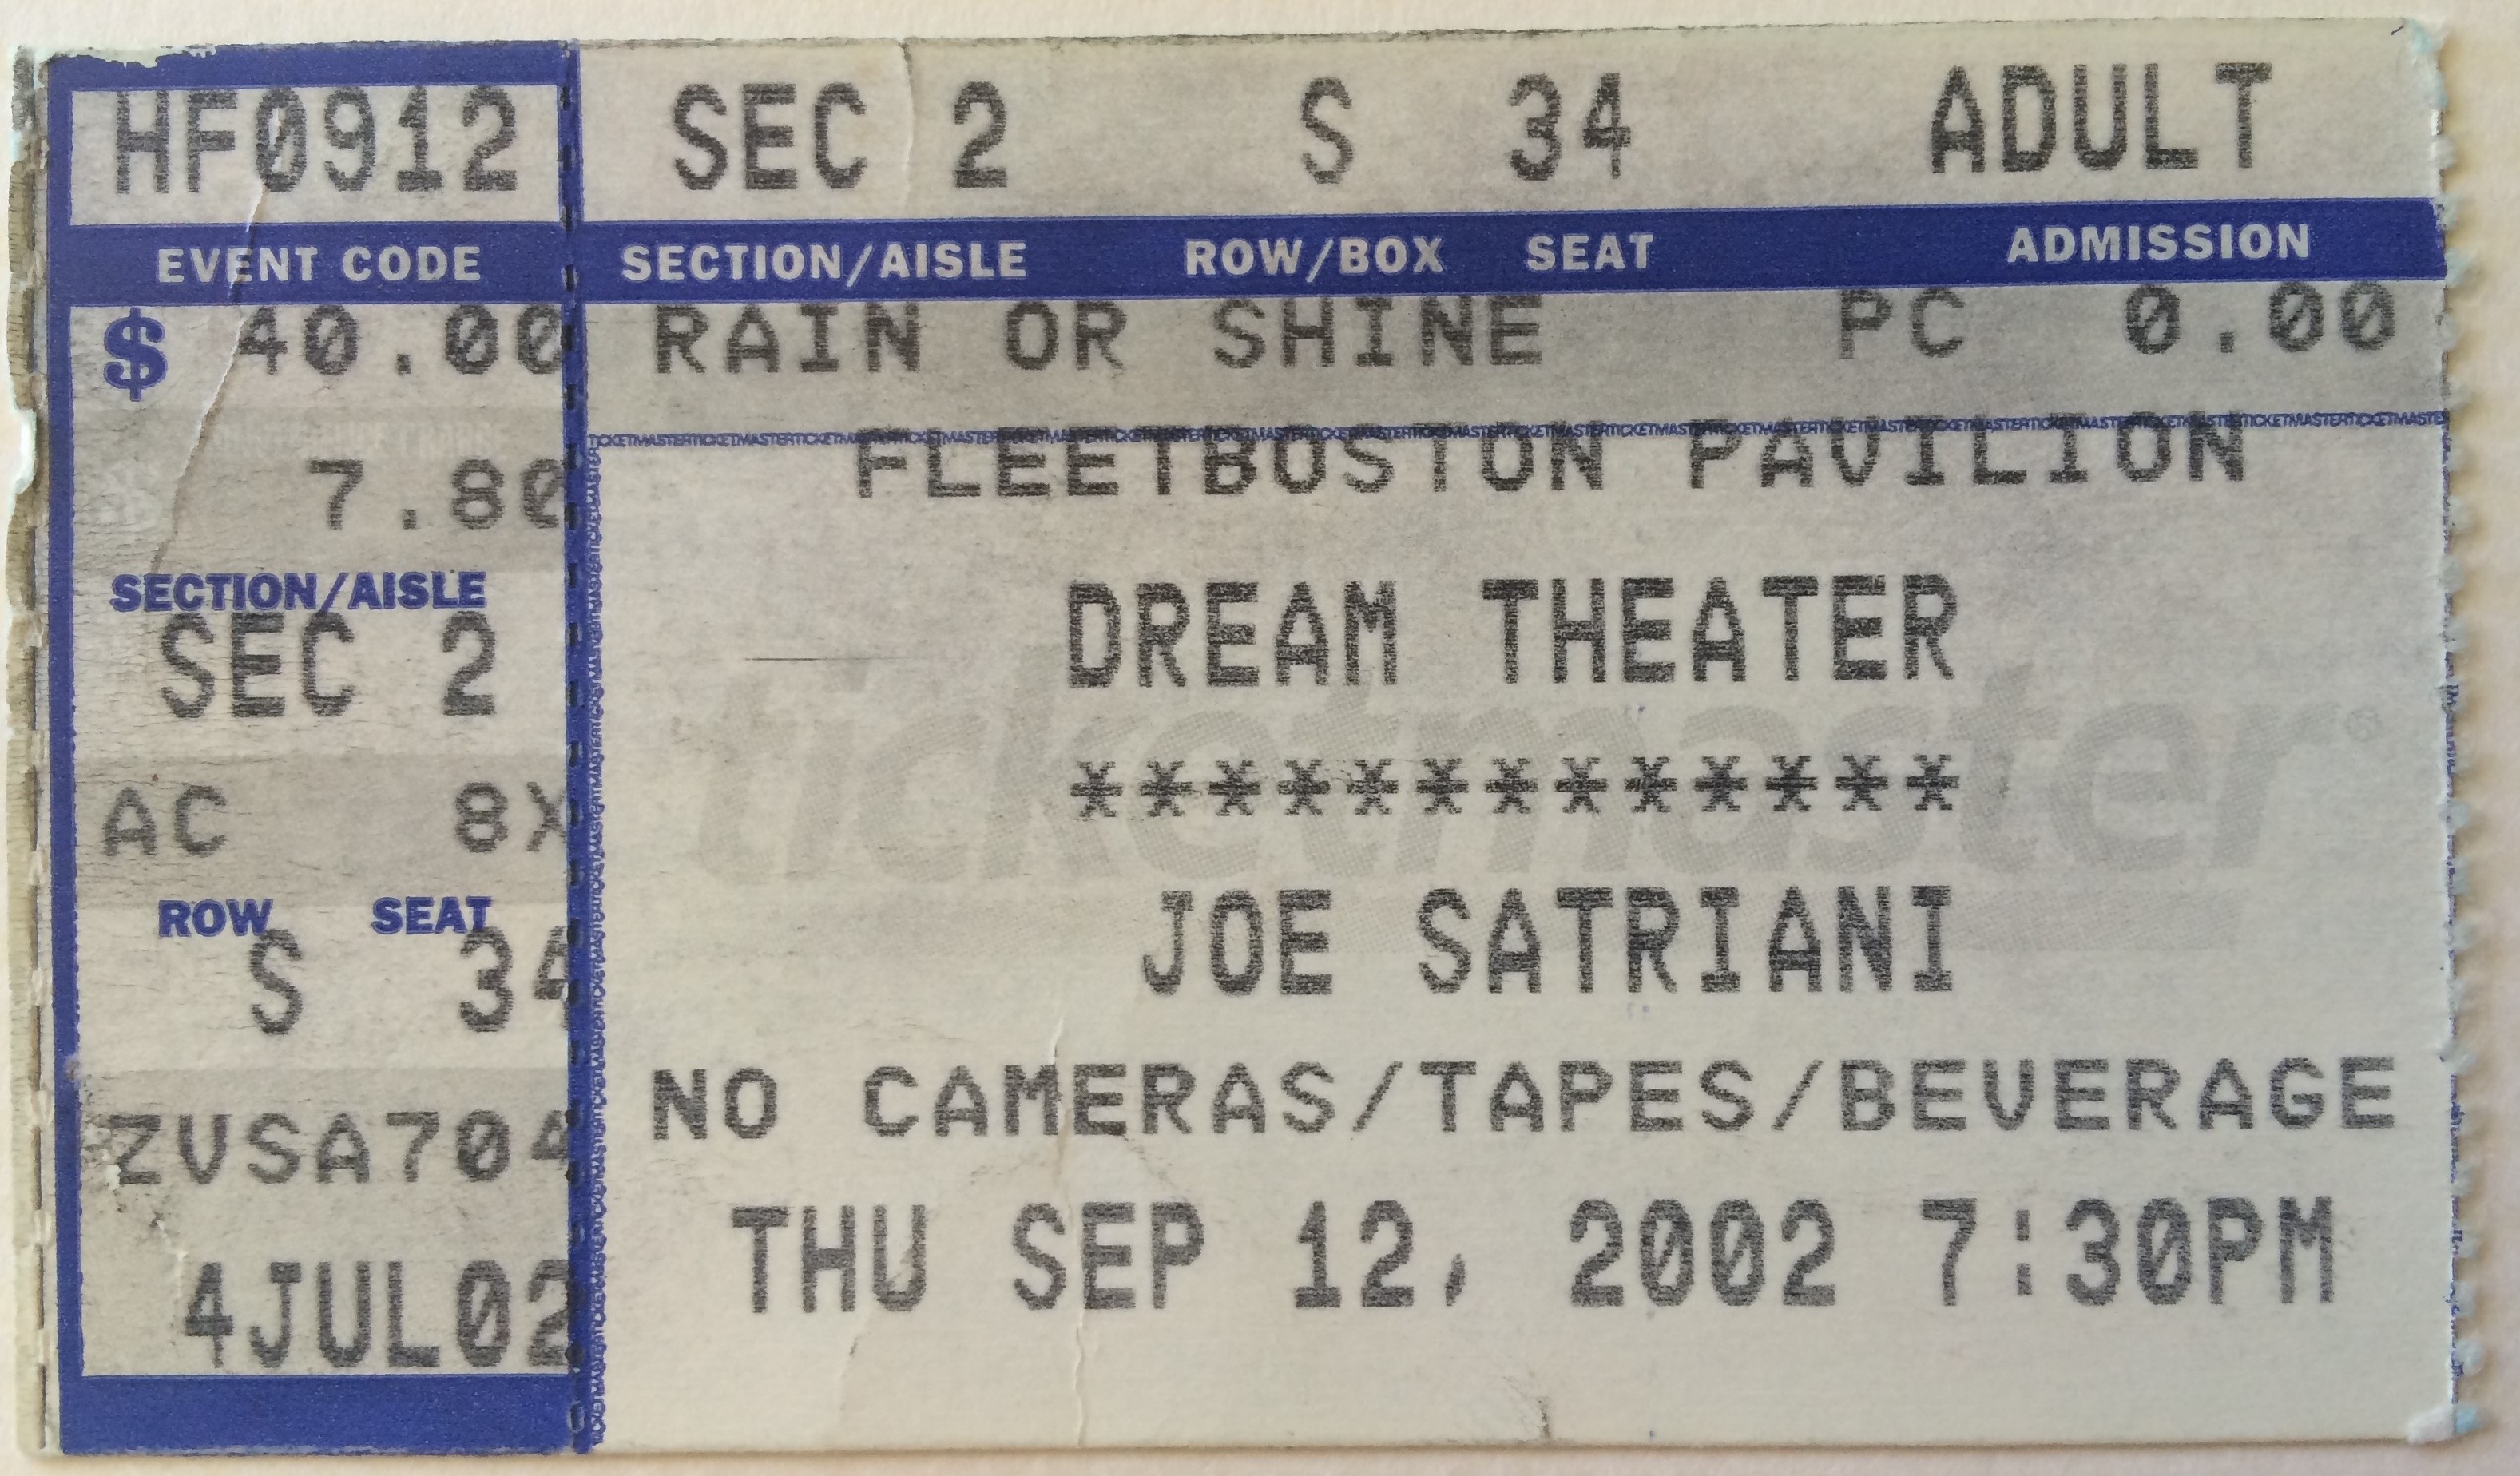 HF0912 SEC 2 S 34 ADULT
EVENT CODE SECTION/AISLE ROW/BOX SEAT ADMISSION
$ 40.00 RAIN OR SHINE PC 0.00
TICKETMASTERTICKETMASTERTICKETMASTERTICKETMASTERTICKETMASTERTICKETMASTERTICKETMASTERTICKETMASTERTICKETMASTERTICKETMASTERTICKETMASTERTICKETMASTERTICKETMASTERTICKETMASTERTICKETMASTERTICKETMASTERTICKETMASTER
FLEETBOSTON PAVILION
7.80
SECTION/AISLE
SEC 2 DREAM THEATER
ticketmaster®
**************
AC 8X
ROW SEAT
S 34 JOE SATRIANI
ZVSA704 NO CAMERAS/TAPES/BEVERAGE
4JUL02 THU SEP 12, 2002 7:30PM